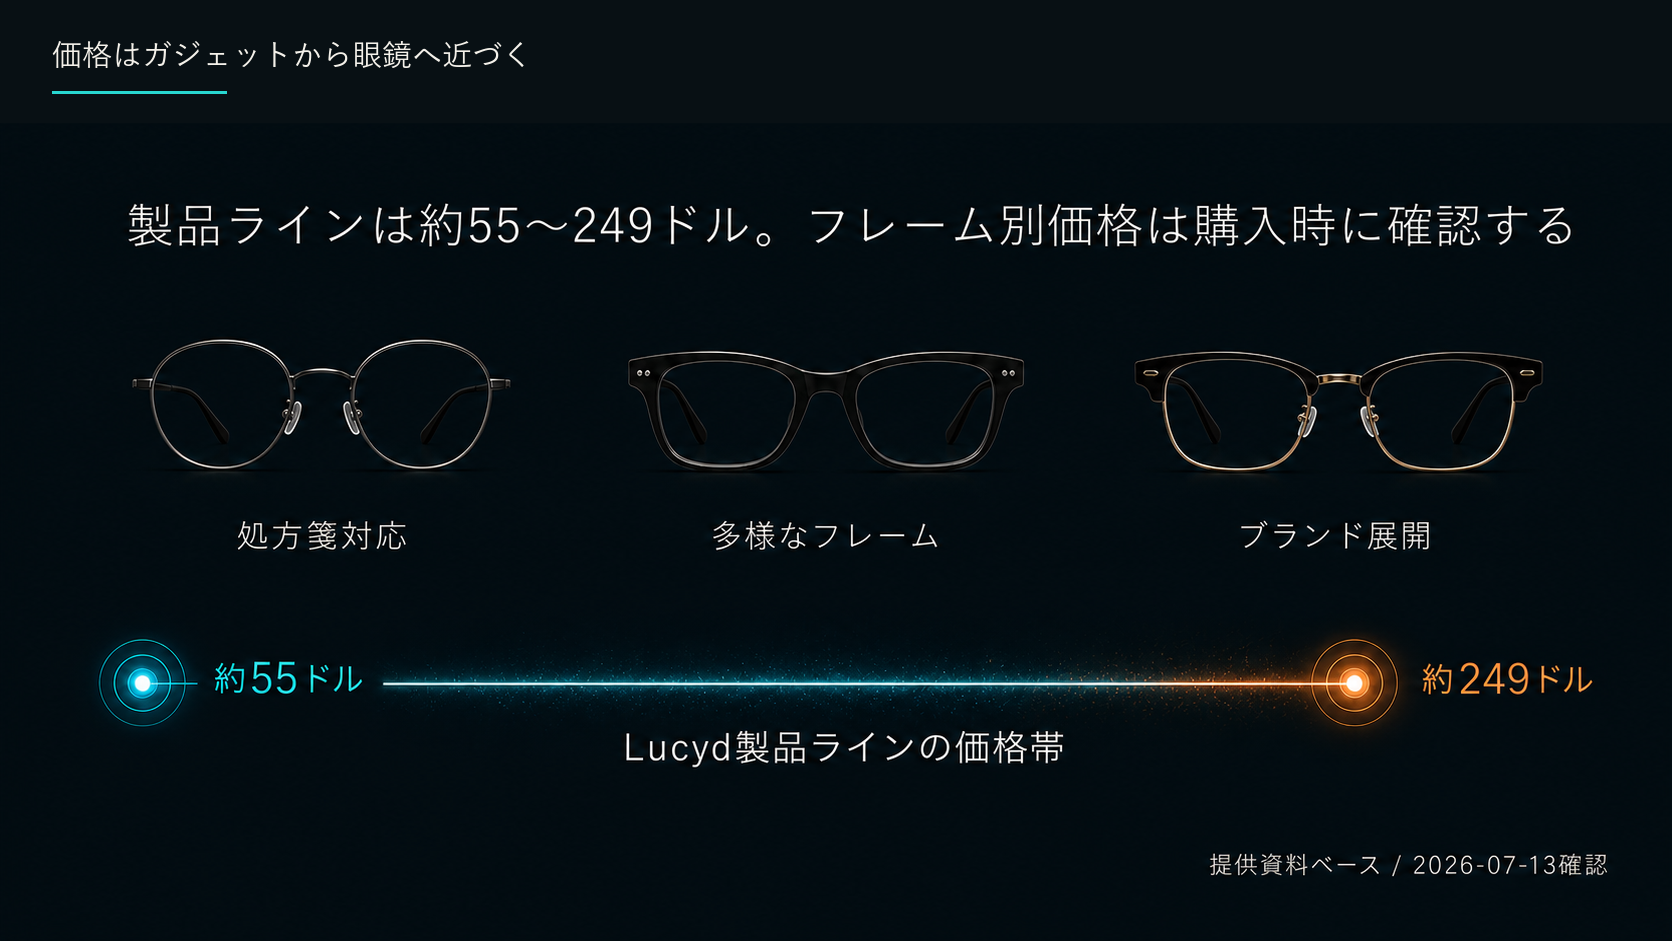 価格はガジェットから眼鏡へ近づく
製品ラインは約55〜249ドル。フレーム別価格は購入時に確認する
処方箋対応
多様なフレーム
ブランド展開
約55ドル
約249ドル
Lucyd製品ラインの価格帯
提供資料ベース / 2026-07-13確認